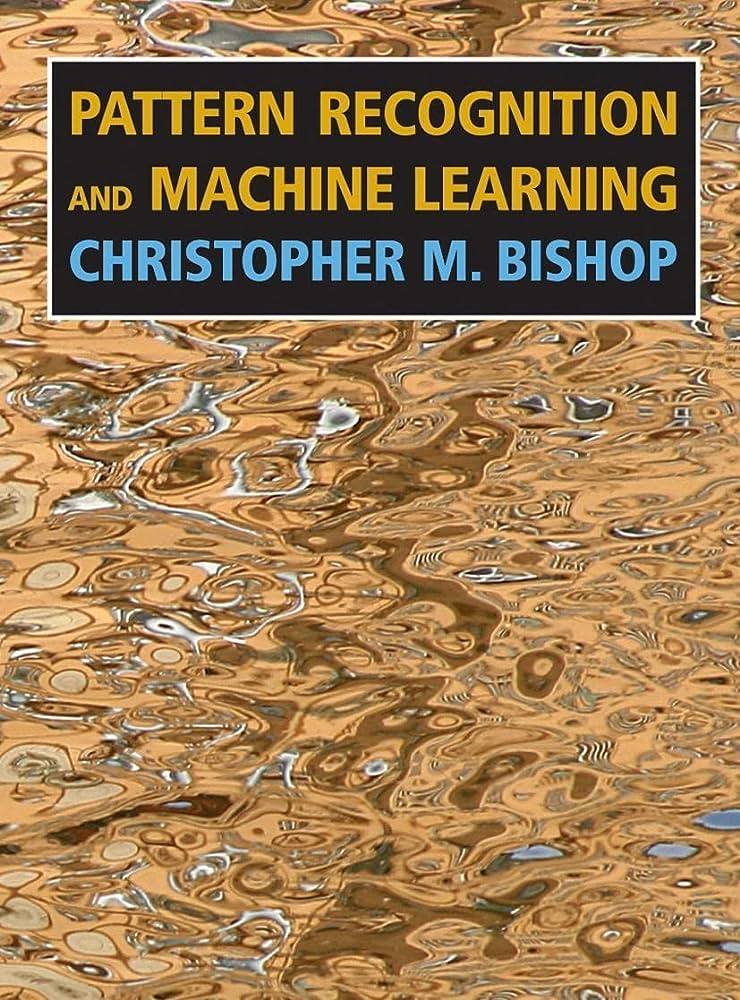 PATTERN RECOGNITION
AND MACHINE LEARNING
CHRISTOPHER M. BISHOP